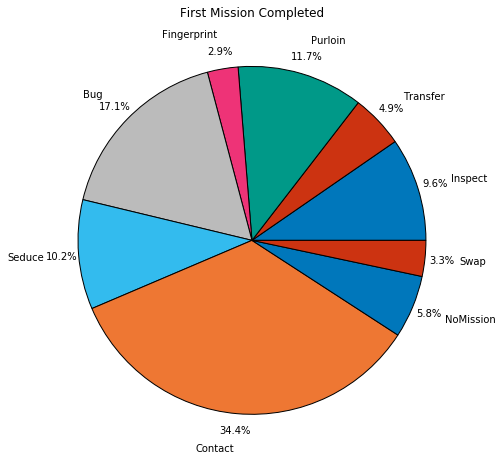 First Mission Completed
Fingerprint
2.9%
Purloin
11.7%
Bug
17.1%
Transfer
4.9%
Inspect
9.6%
Seduce
10.2%
Swap
3.3%
NoMission
5.8%
34.4%
Contact